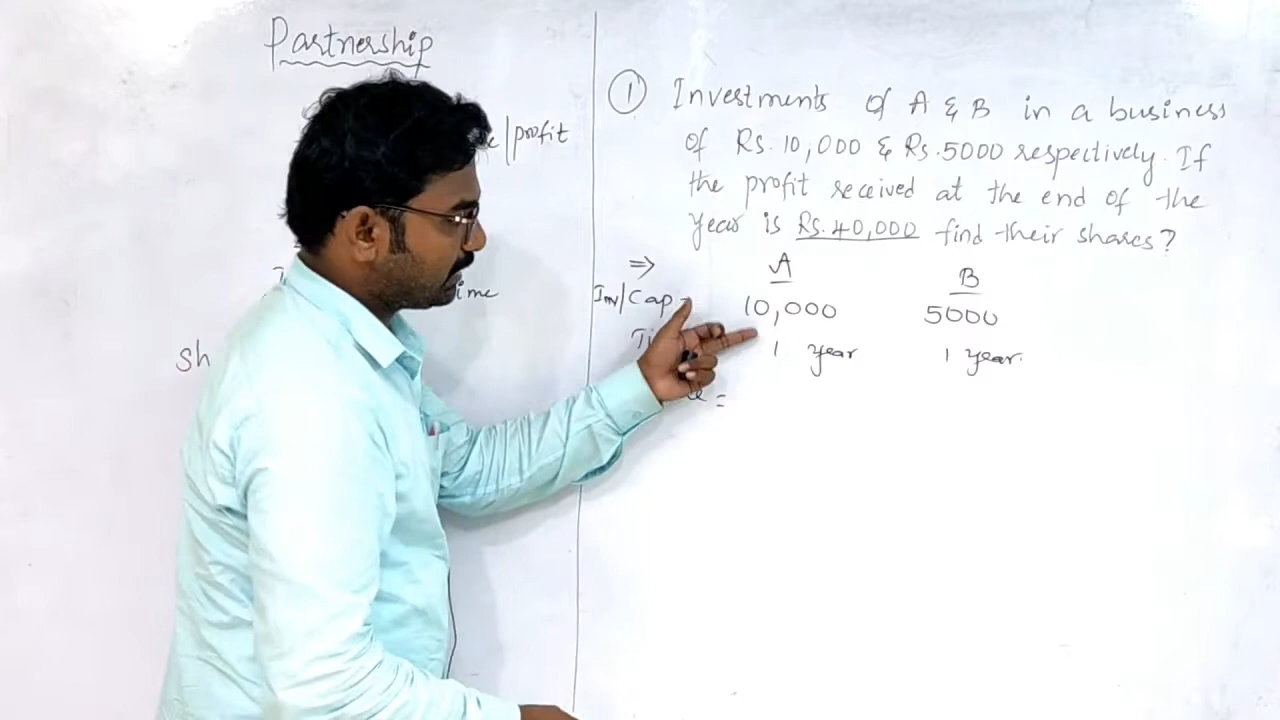 Partnership
/profit
Sh
① Investments of A & B in a business
of Rs. 10,000 & Rs. 5000 respectively. If
the profit received at the end of the
year is Rs. 40,000 find their shares?
⇒ A B
Inv/Cap - 10,000 5000
1 year 1 year.
=